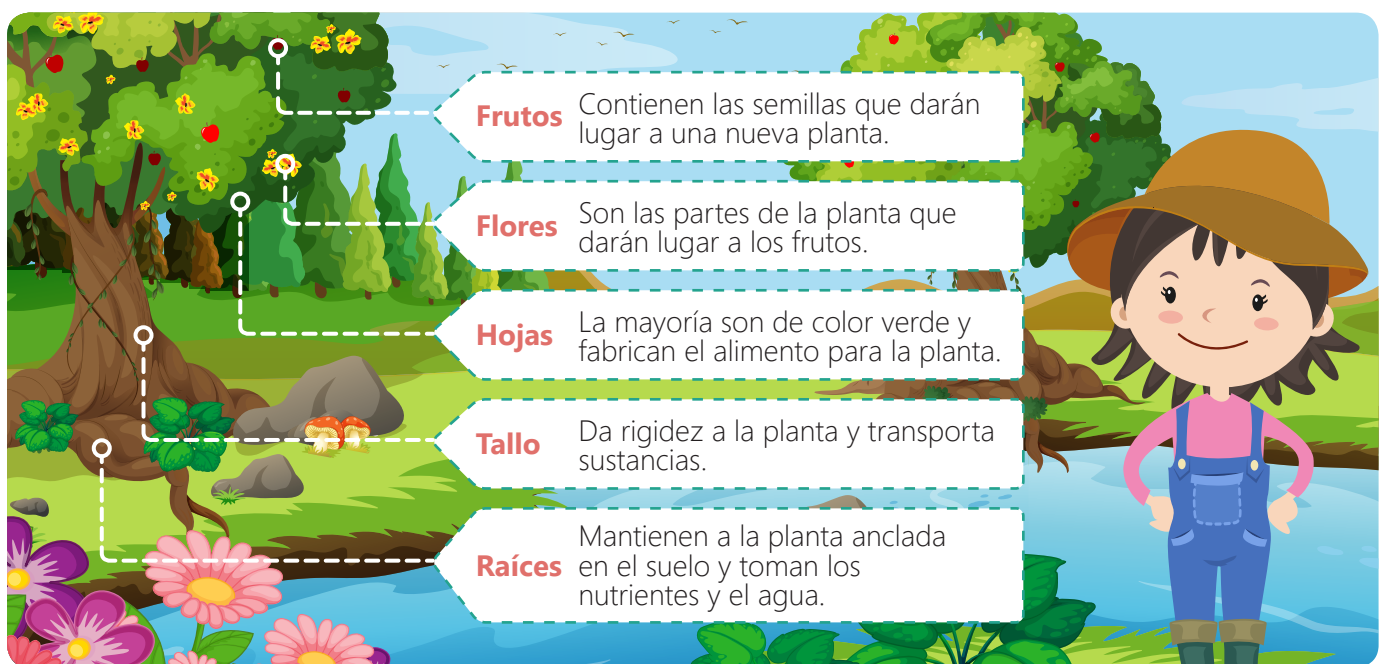 Frutos
Contienen las semillas que darán
lugar a una nueva planta.
Flores
Son las partes de la planta que
darán lugar a los frutos.
Hojas
La mayoría son de color verde y
fabrican el alimento para la planta.
Tallo
Da rigidez a la planta y transporta
sustancias.
Raíces
Mantienen a la planta anclada
en el suelo y toman los
nutrientes y el agua.